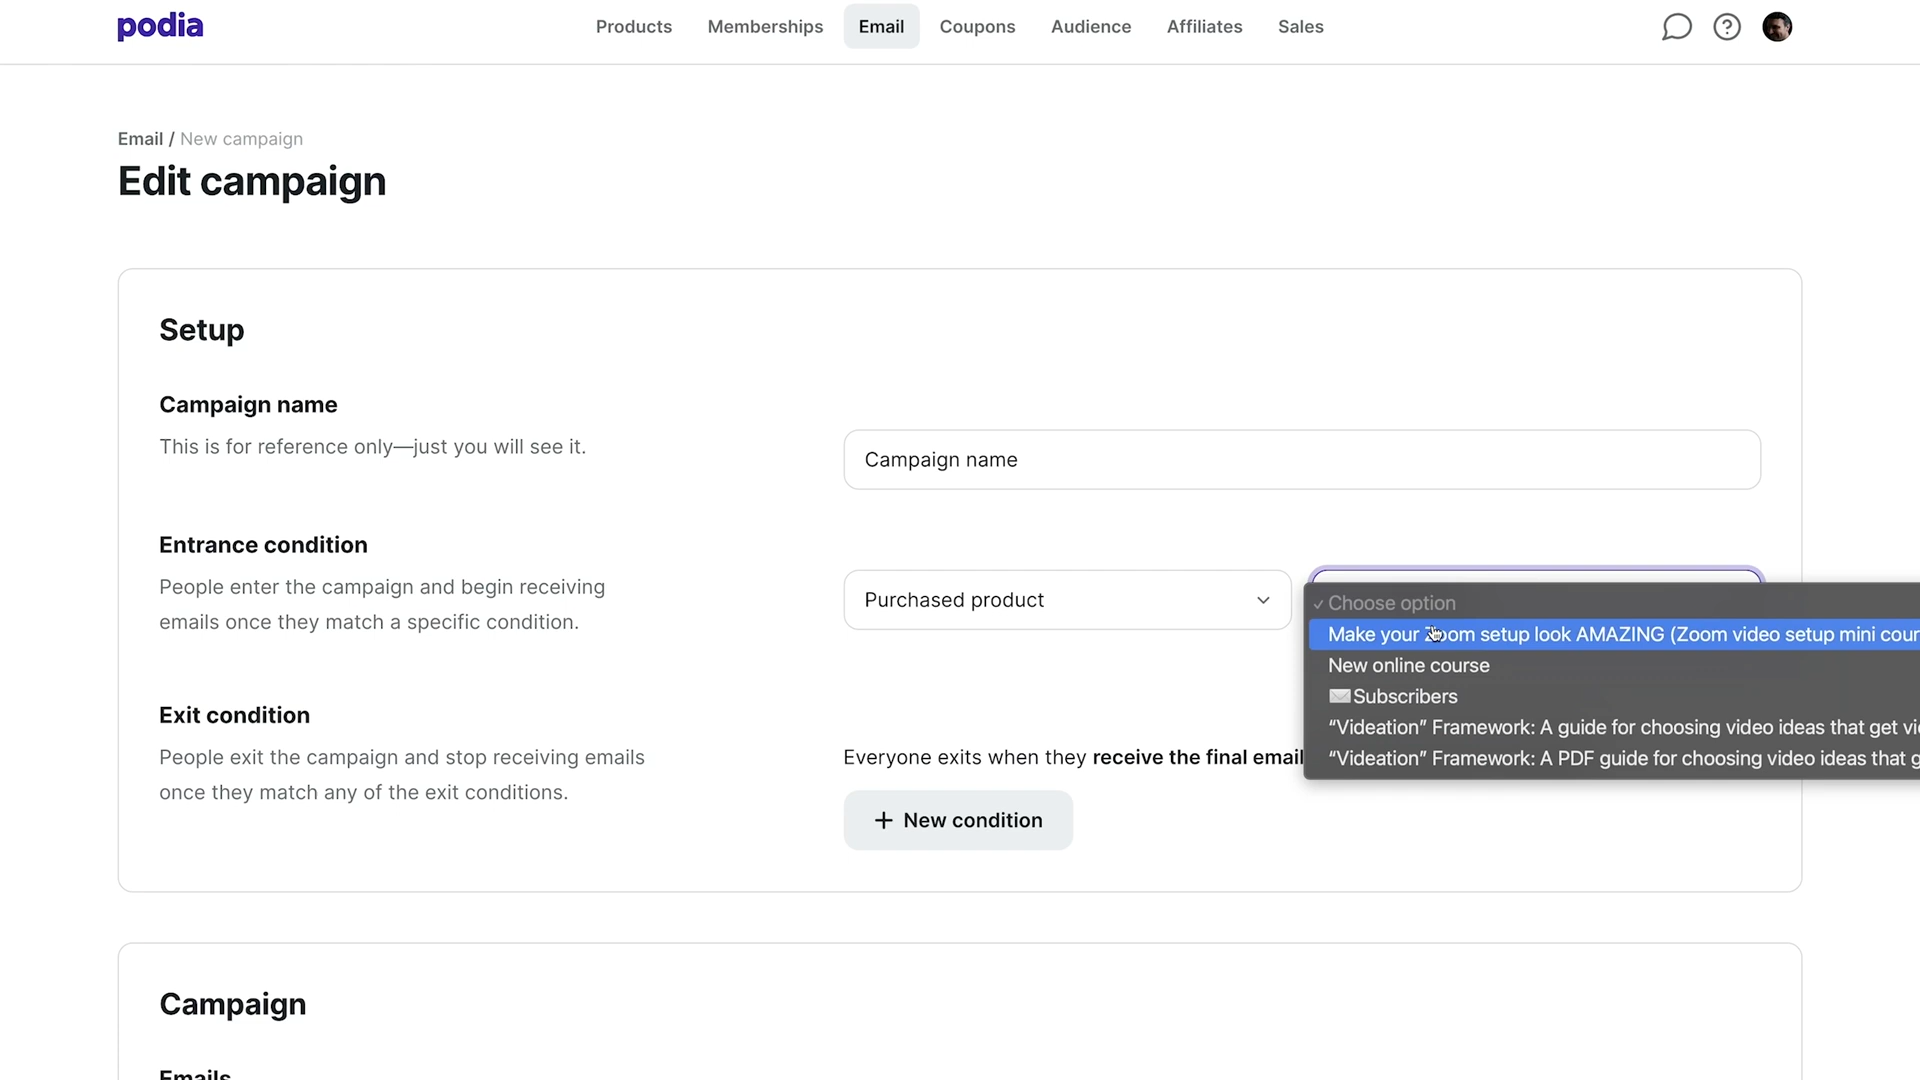 podia
Products Memberships Email Coupons Audience Affiliates Sales
Email / New campaign
Edit campaign
Setup
Campaign name
This is for reference only—just you will see it.
Campaign name
Entrance condition
People enter the campaign and begin receiving
emails once they match a specific condition.
Purchased product
✓ Choose option
Make your Zoom setup look AMAZING (Zoom video setup mini cour
New online course
✉Subscribers
“Videation” Framework: A guide for choosing video ideas that get vi
“Videation” Framework: A PDF guide for choosing video ideas that g
Exit condition
People exit the campaign and stop receiving emails
once they match any of the exit conditions.
Everyone exits when they receive the final email
+ New condition
Campaign
Emails